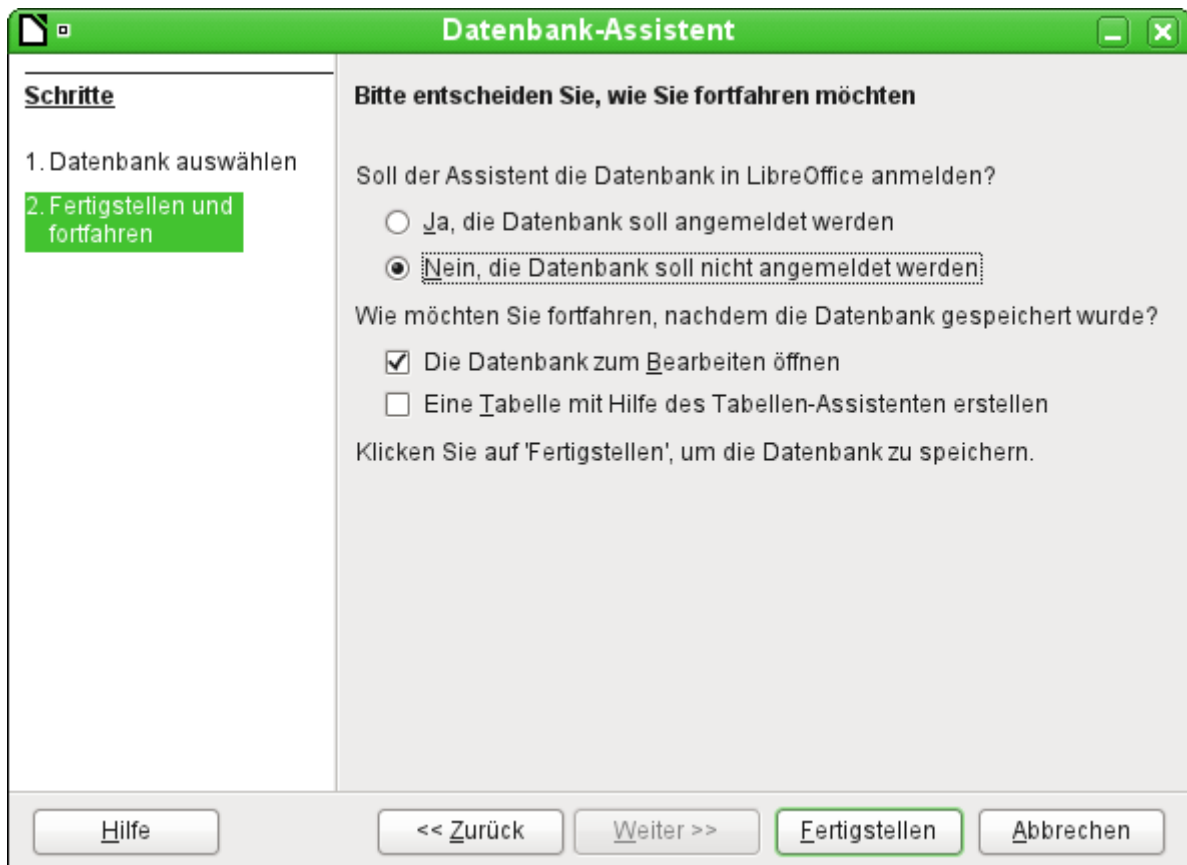 Datenbank-Assistent
Schritte
1. Datenbank auswählen
2. Fertigstellen und
fortfahren
Bitte entscheiden Sie, wie Sie fortfahren möchten
Soll der Assistent die Datenbank in LibreOffice anmelden?
Ja, die Datenbank soll angemeldet werden
Nein, die Datenbank soll nicht angemeldet werden
Wie möchten Sie fortfahren, nachdem die Datenbank gespeichert wurde?
Die Datenbank zum Bearbeiten öffnen
Eine Tabelle mit Hilfe des Tabellen-Assistenten erstellen
Klicken Sie auf 'Fertigstellen', um die Datenbank zu speichern.
Hilfe
<< Zurück
Weiter >>
Fertigstellen
Abbrechen